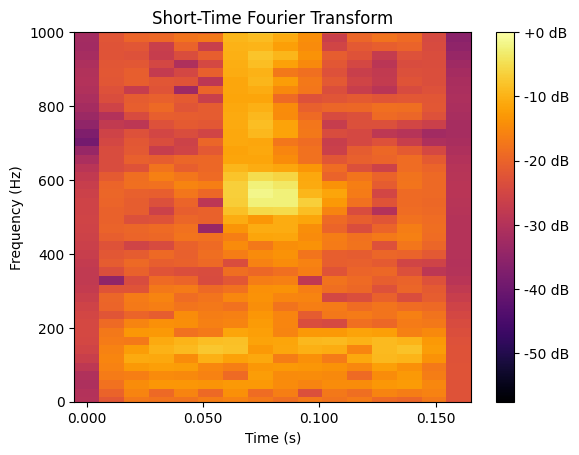 Short-Time Fourier Transform
1000
800
600
400
200
0
Frequency (Hz)
0.000
0.050
0.100
0.150
Time (s)
+0 dB
-10 dB
-20 dB
-30 dB
-40 dB
-50 dB